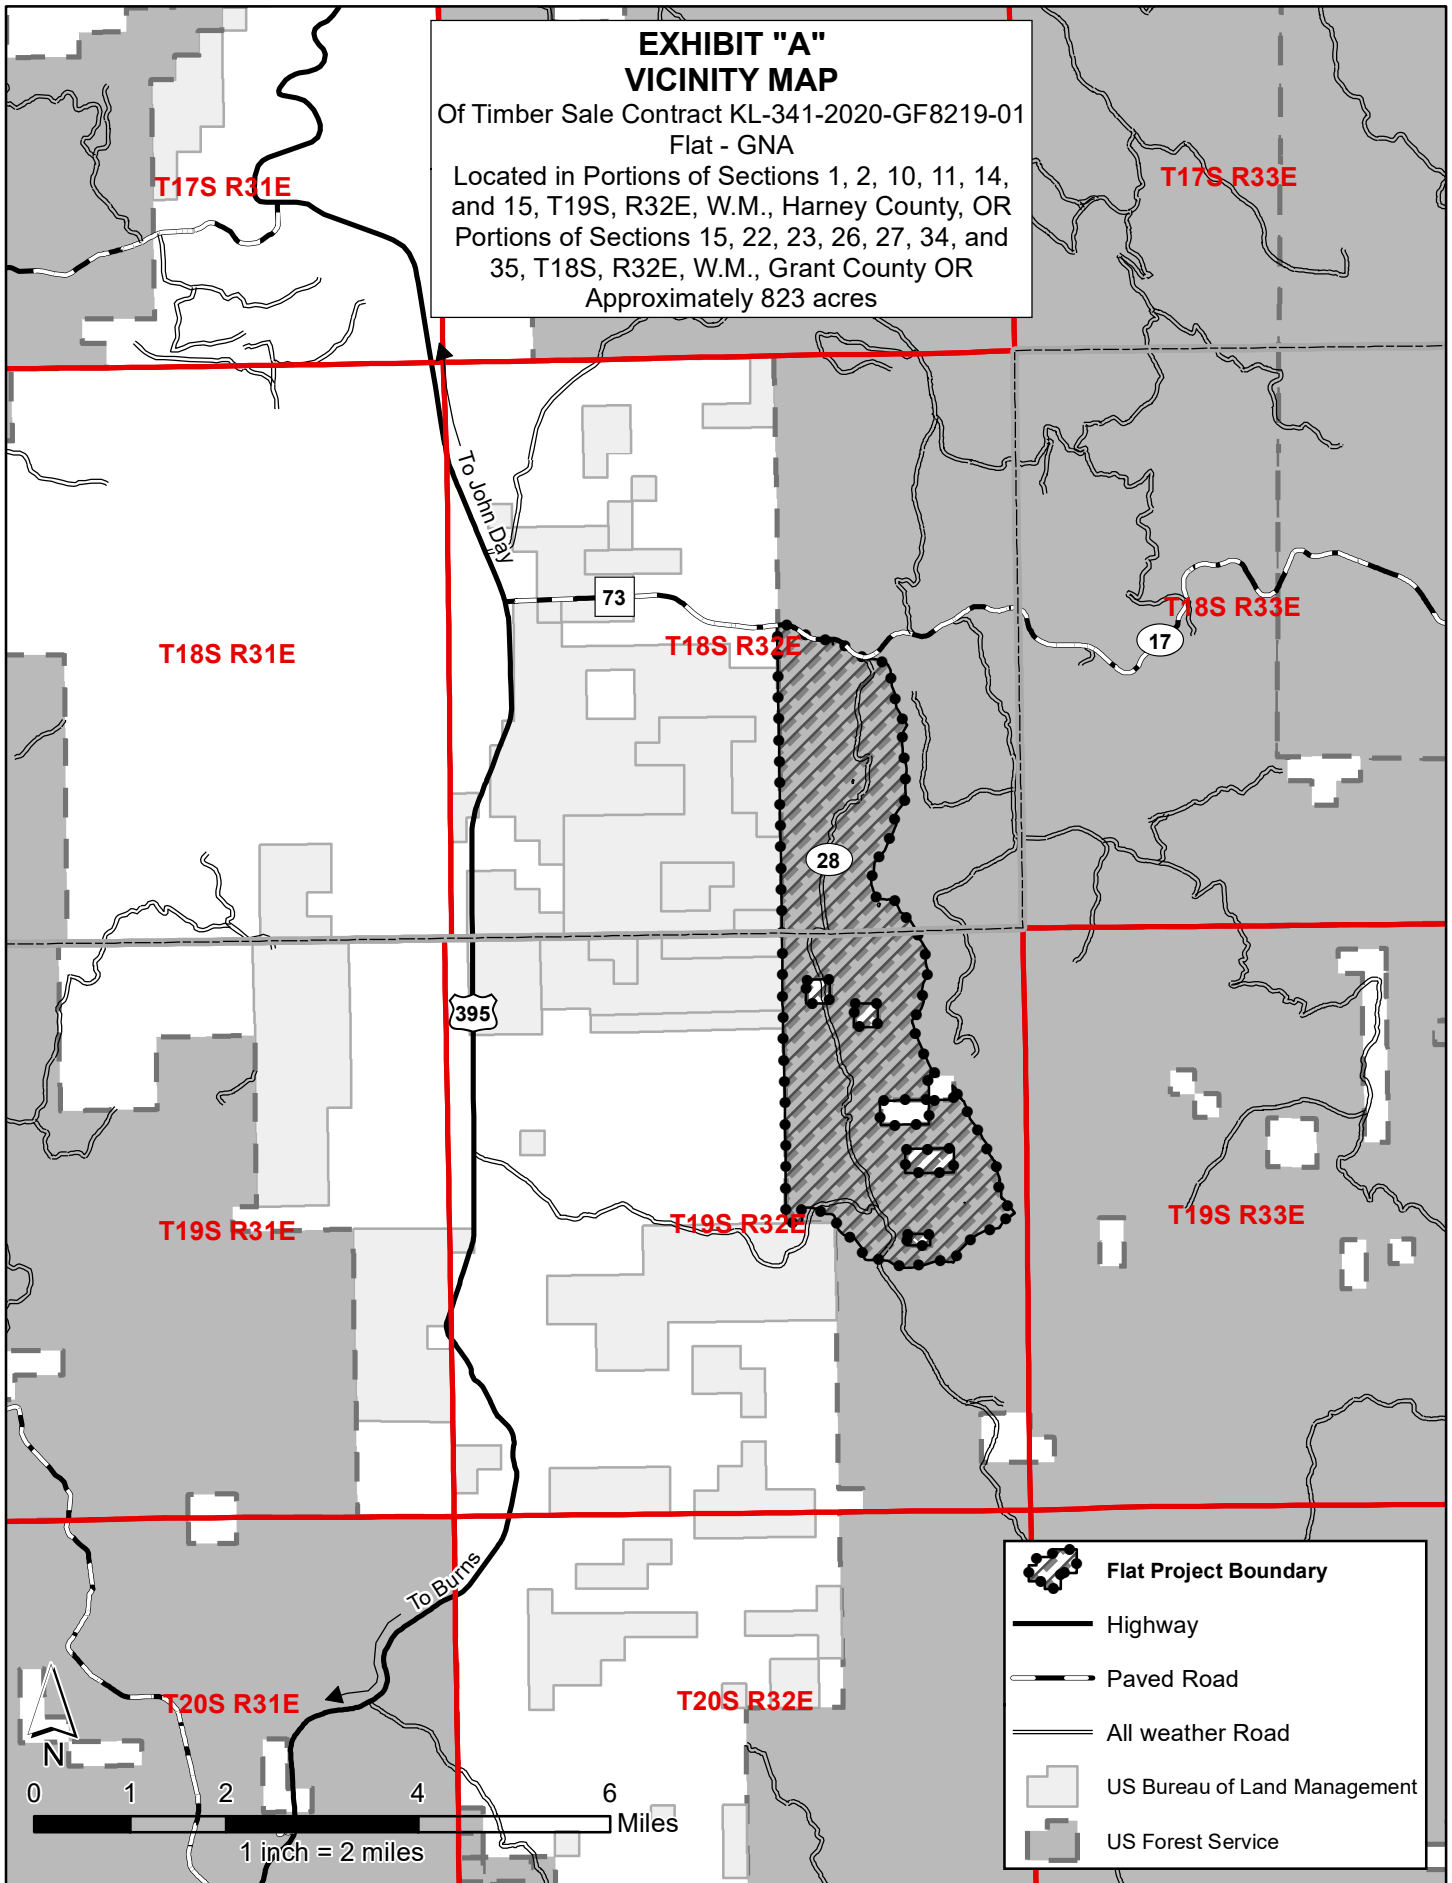 EXHIBIT "A"
VICINITY MAP
Of Timber Sale Contract KL-341-2020-GF8219-01
Flat - GNA
Located in Portions of Sections 1, 2, 10, 11, 14,
and 15, T19S, R32E, W.M., Harney County, OR
Portions of Sections 15, 22, 23, 26, 27, 34, and
35, T18S, R32E, W.M., Grant County OR
Approximately 823 acres
T17S R31E
T17S R33E
To John Day
73
T18S R33E
17
T18S R31E
T18S R32E
28
395
T19S R31E
T19S R32E
T19S R33E
To Burns
T20S R31E
T20S R32E
N
0 1 2 4 6
Miles
1 inch = 2 miles
Flat Project Boundary
Highway
Paved Road
All weather Road
US Bureau of Land Management
US Forest Service